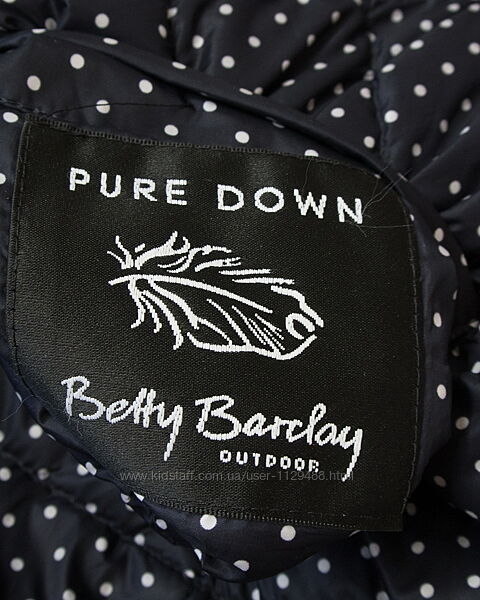 PURE DOWN
Betty Barclay
OUTDOOR
www.kidstaff.com.ua/user-1129488.html